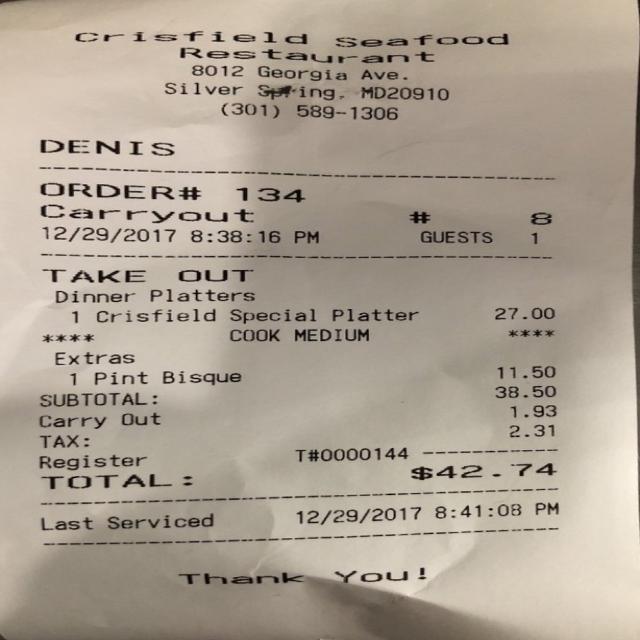 Crisfield Seafood
Restaurant
8012 Georgia Ave.
Silver Spring, MD20910
(301) 589-1306
DENIS
ORDER# 134
Carryout # 8
12/29/2017 8:38:16 PM GUESTS 1
TAKE OUT
Dinner Platters
1 Crisfield Special Platter 27.00
**** COOK MEDIUM ****
Extras
1 Pint Bisque 11.50
SUBTOTAL: 38.50
Carry Out 1.93
TAX: 2.31
Register T#0000144
TOTAL: $42.74
Last Serviced 12/29/2017 8:41:08 PM
Thank You!